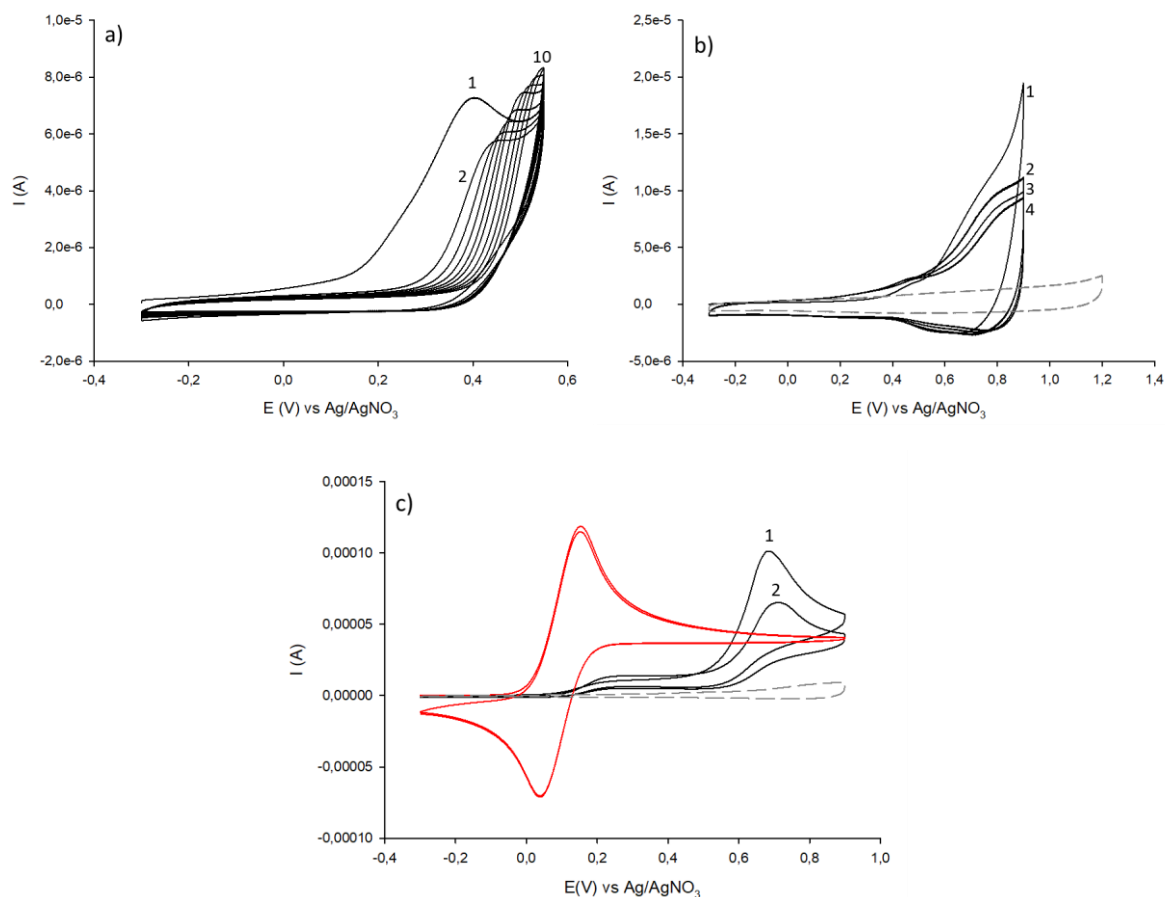 a)
1,0e-5
8,0e-6
6,0e-6
4,0e-6
2,0e-6
0,0
-2,0e-6
I (A)
1
2
10
-0,4
-0,2
0,0
0,2
0,4
0,6
E (V) vs Ag/AgNO3
b)
2,5e-5
2,0e-5
1,5e-5
1,0e-5
5,0e-6
0,0
-5,0e-6
I (A)
1
2
3
4
-0,4
-0,2
0,0
0,2
0,4
0,6
0,8
1,0
1,2
1,4
E (V) vs Ag/AgNO3
c)
0,00015
0,00010
0,00005
0,00000
-0,00005
-0,00010
I (A)
1
2
-0,4
-0,2
0,0
0,2
0,4
0,6
0,8
1,0
E(V) vs Ag/AgNO3